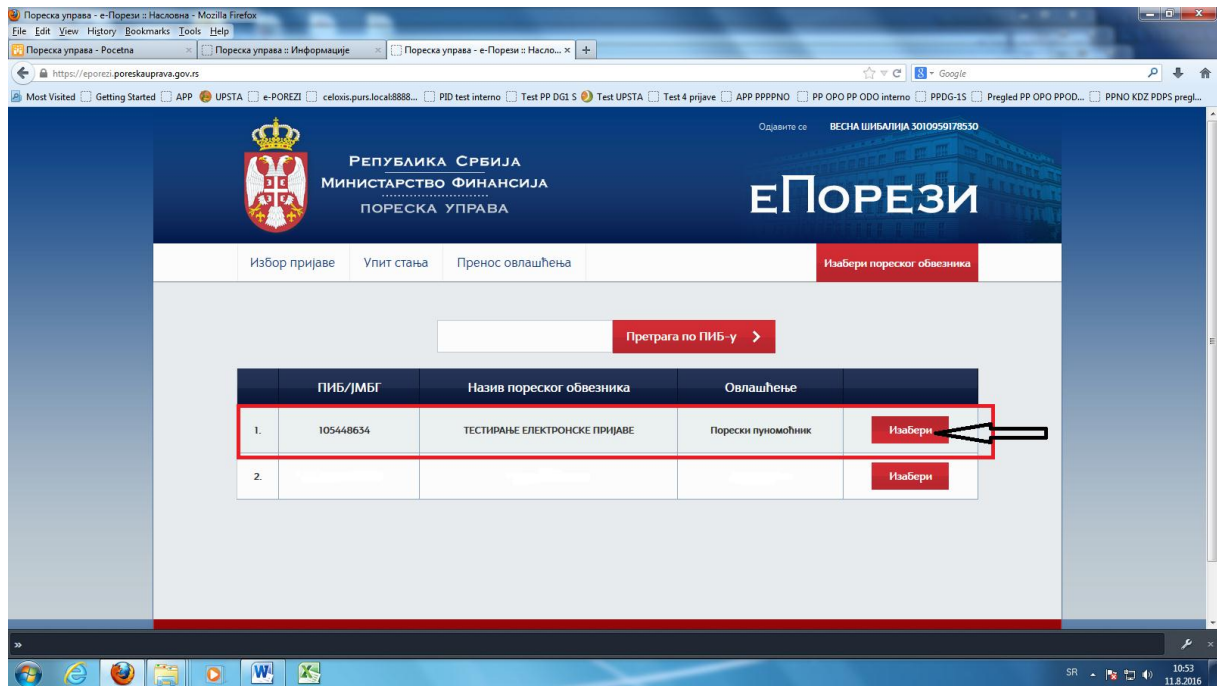 Пореска управа - е-Порези :: Насловна - Mozilla Firefox
File Edit View History Bookmarks Tools Help
Пореска управа - Pocetna
Пореска управа :: Информације
Пореска управа - е-Порези :: Насло...
https://eporezi.poreskauprava.gov.rs
Google
Most Visited Getting Started APP UPSTA e-POREZI celoxis.purs.local:8888... PID test interno Test PP DG1 S Test UPSTA Test 4 prijave APP PPPPNO PP OPO PP ODO interno PPDG-1S Pregled PP OPO PPOD... PPNO KDZ PDPS pregl...
Одјавите се ВЕСНА ШИБАЛИЈА 3010959178530
Република Србија
Министарство Финансија
ПОРЕСКА УПРАВА
еПорези
Избор пријаве Упит стања Пренос овлашћења Изабери пореског обвезника
Претрага по ПИБ-у
ПИБ/ЈМБГ Назив пореског обвезника Овлашћење
1. 105448634 ТЕСТИРАЊЕ ЕЛЕКТРОНСКЕ ПРИЈАВЕ Порески пуномоћник Изабери
2. Изабери
SR 10:53
11.8.2016